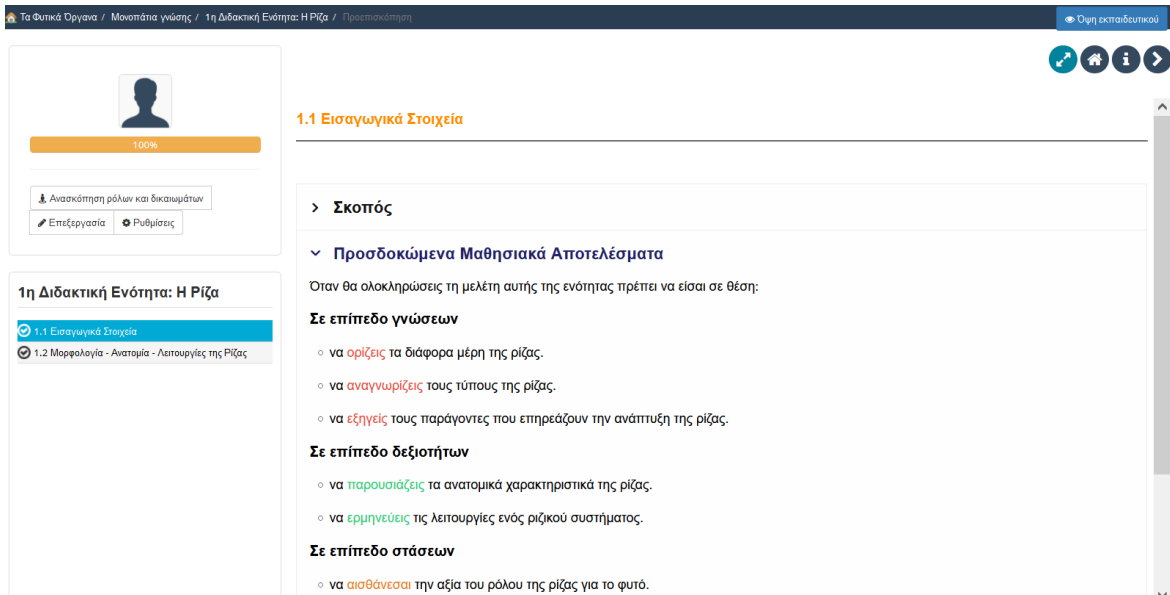 Τα Φυτικά Όργανα / Μονοπάτια γνώσης / 1η Διδακτική Ενότητα: Η Ρίζα / Προεπισκόπηση
Όψη εκπαιδευτικού
100%
Ανασκόπηση ρόλων και δικαιωμάτων
Επεξεργασία
Ρυθμίσεις
1η Διδακτική Ενότητα: Η Ρίζα
1.1 Εισαγωγικά Στοιχεία
1.2 Μορφολογία - Ανατομία - Λειτουργίες της Ρίζας
1.1 Εισαγωγικά Στοιχεία
Σκοπός
Προσδοκώμενα Μαθησιακά Αποτελέσματα
Όταν θα ολοκληρώσεις τη μελέτη αυτής της ενότητας πρέπει να είσαι σε θέση:
Σε επίπεδο γνώσεων
να ορίζεις τα διάφορα μέρη της ρίζας.
να αναγνωρίζεις τους τύπους της ρίζας.
να εξηγείς τους παράγοντες που επηρεάζουν την ανάπτυξη της ρίζας.
Σε επίπεδο δεξιοτήτων
να παρουσιάζεις τα ανατομικά χαρακτηριστικά της ρίζας.
να ερμηνεύεις τις λειτουργίες ενός ριζικού συστήματος.
Σε επίπεδο στάσεων
να αισθάνεσαι την αξία του ρόλου της ρίζας για το φυτό.